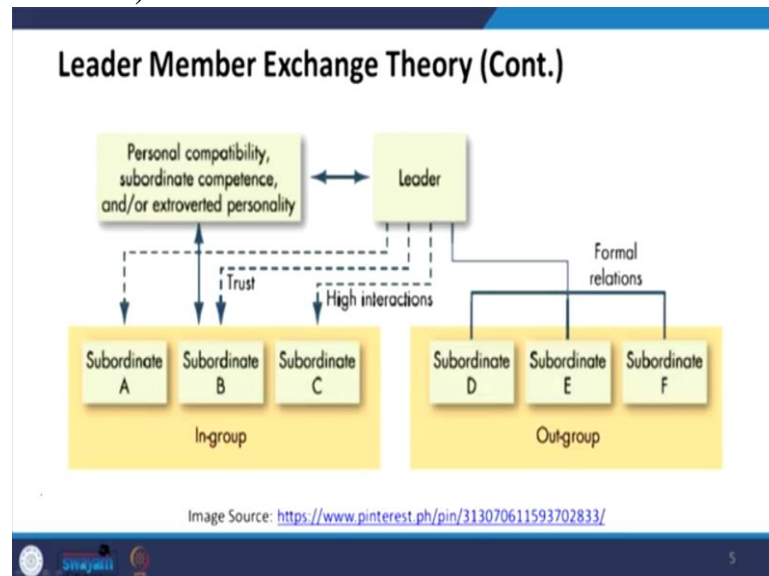 Leader Member Exchange Theory (Cont.)
Personal compatibility,
subordinate competence,
and/or extroverted personality
Leader
Formal
relations
Trust
High interactions
Subordinate
A
Subordinate
B
Subordinate
C
In-group
Subordinate
D
Subordinate
E
Subordinate
F
Out-group
Image Source: https://www.pinterest.ph/pin/313070611593702833/
swayam
5